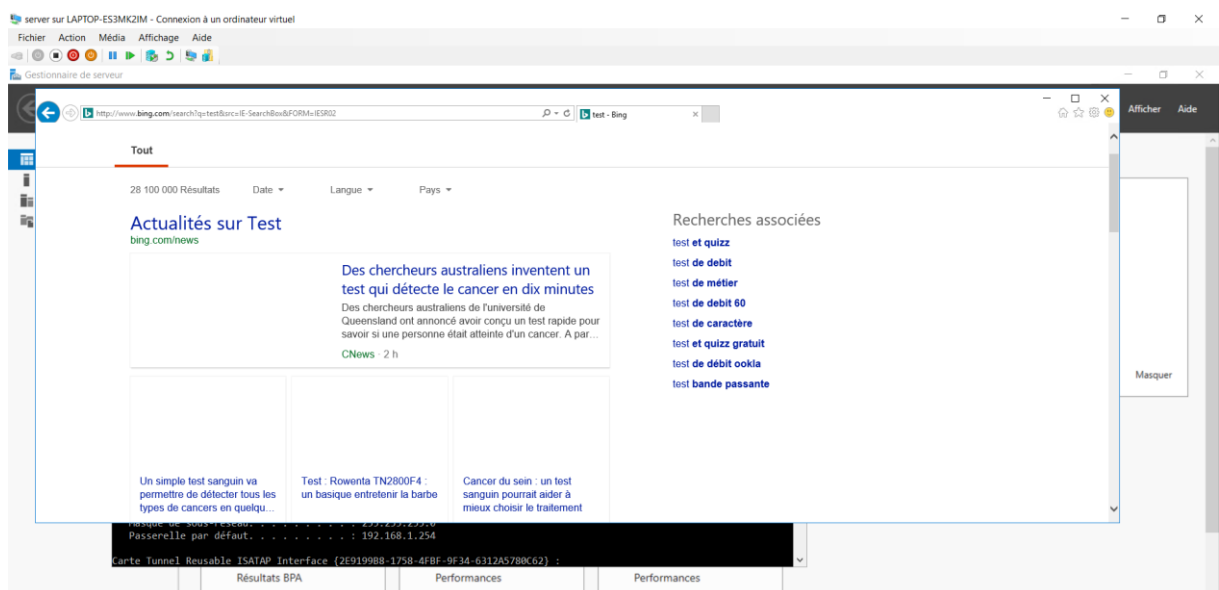 server sur LAPTOP-ES3MK2IM - Connexion à un ordinateur virtuel
Fichier Action Média Affichage Aide
Gestionnaire de serveur
http://www.bing.com/search?q=test&src=IE-SearchBox&FORM=IESR02
test - Bing
Afficher Aide
Tout
28 100 000 Résultats Date Langue Pays
Actualités sur Test
bing.com/news
Des chercheurs australiens inventent un
test qui détecte le cancer en dix minutes
Des chercheurs australiens de l'université de
Queensland ont annoncé avoir conçu un test rapide pour
savoir si une personne était atteinte d'un cancer. A par...
CNews · 2 h
Un simple test sanguin va
permettre de détecter tous les
types de cancers en quelqu...
Test : Rowenta TN2800F4 :
un basique entretenir la barbe
Cancer du sein : un test
sanguin pourrait aider à
mieux choisir le traitement
Recherches associées
test et quizz
test de debit
test de métier
test de debit 60
test de caractère
test et quizz gratuit
test de débit ookla
test bande passante
Masquer
Masque de sous-réseau. . . . . . . . . . : 255.255.255.0
Passerelle par défaut. . . . . . . . . . : 192.168.1.254
Carte Tunnel Reusable ISATAP Interface {2E9199B8-1758-4FBF-9F34-6312A5780C62} :
Résultats BPA
Performances
Performances